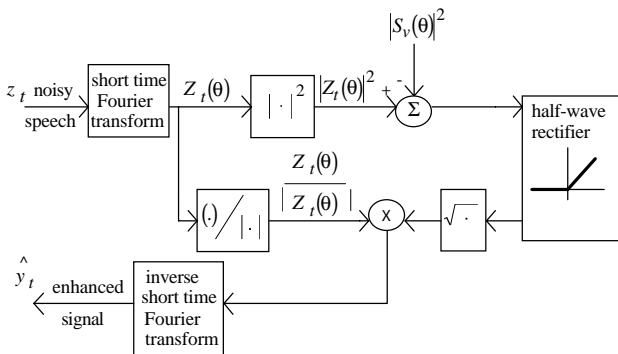 |S_v(θ)|^2
z_t noisy
speech
short time
Fourier
transform
Z_t(θ)
|·|^2
|Z_t(θ)|^2
+ -
Σ
half-wave
rectifier
(.)/|·|
Z_t(θ)
|Z_t(θ)|
X
√·
^
y_t
enhanced
signal
inverse
short time
Fourier
transform